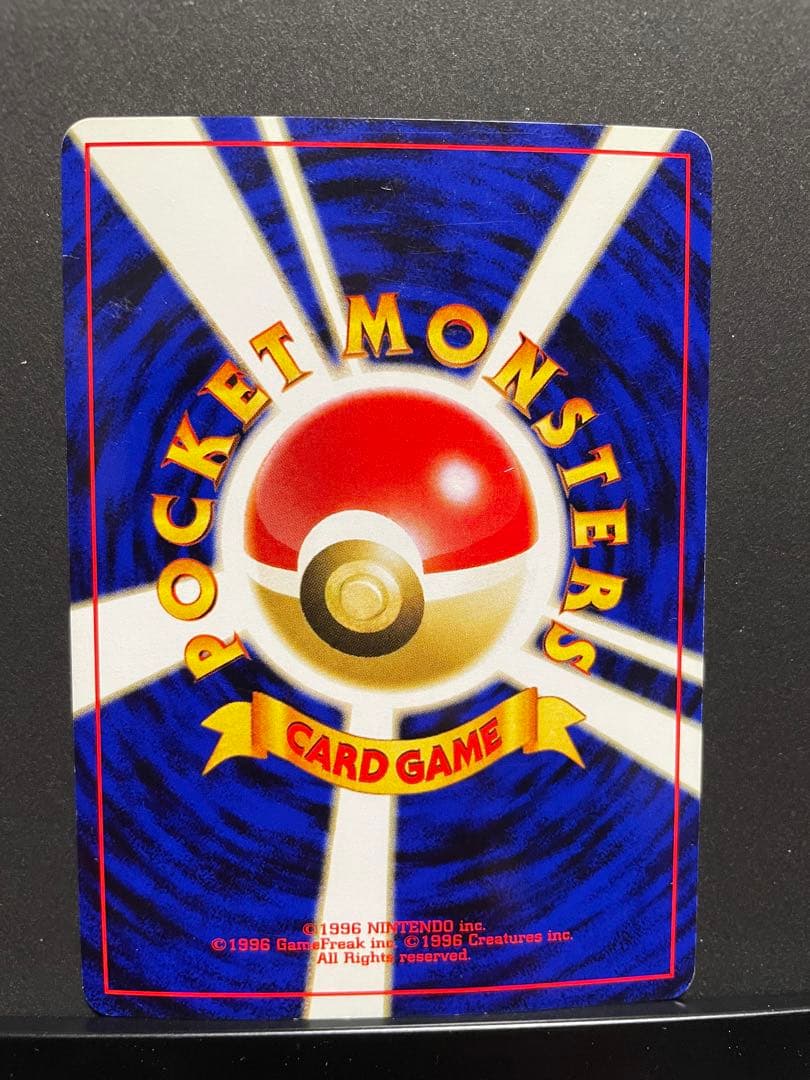 POCKET MONSTERS
CARD GAME
©1996 NINTENDO inc.
©1996 GameFreak inc. ©1996 Creatures inc.
All Rights reserved.